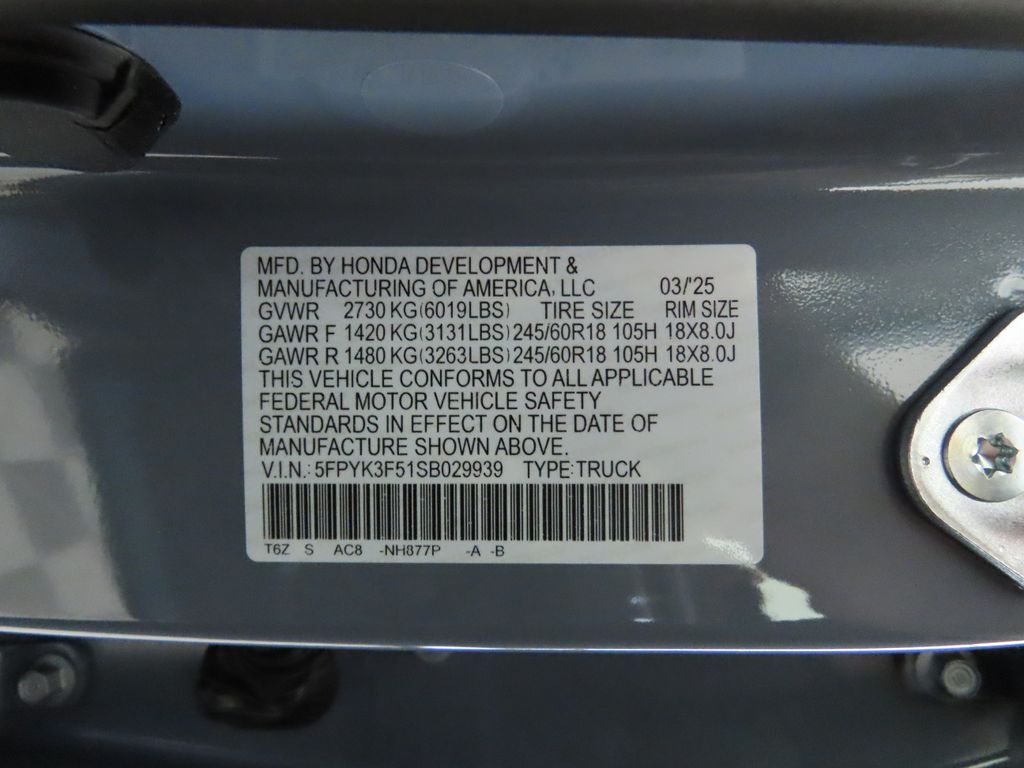 MFD. BY HONDA DEVELOPMENT &
MANUFACTURING OF AMERICA, LLC 03/'25
GVWR 2730 KG(6019LBS) TIRE SIZE RIM SIZE
GAWR F 1420 KG(3131LBS) 245/60R18 105H 18X8.0J
GAWR R 1480 KG(3263LBS) 245/60R18 105H 18X8.0J
THIS VEHICLE CONFORMS TO ALL APPLICABLE
FEDERAL MOTOR VEHICLE SAFETY
STANDARDS IN EFFECT ON THE DATE OF
MANUFACTURE SHOWN ABOVE.
V.I.N.: 5FPYK3F51SB029939 TYPE:TRUCK
T6Z S AC8 -NH877P -A -B